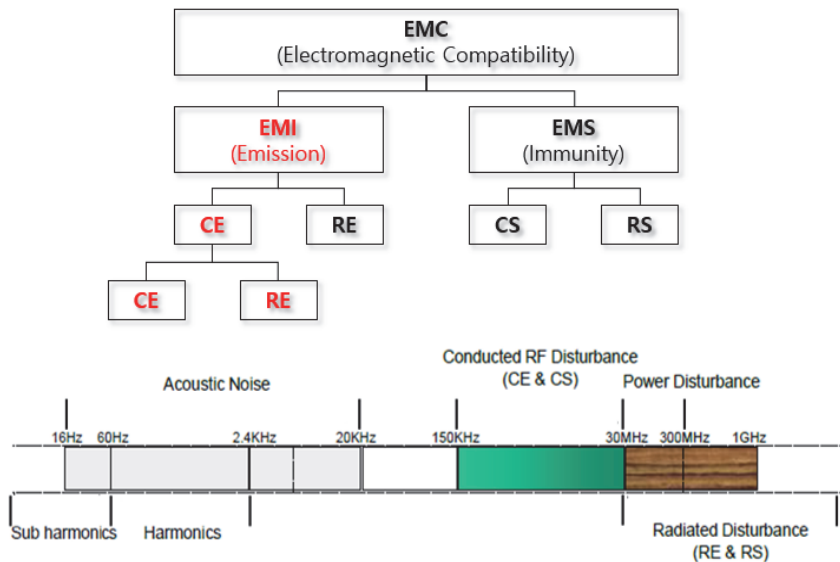 EMC
(Electromagnetic Compatibility)
EMI
(Emission)
EMS
(Immunity)
CE
RE
CS
RS
CE
RE
Conducted RF Disturbance
(CE & CS)
Acoustic Noise
Power Disturbance
16Hz 60Hz 2.4KHz 20KHz 150KHz 30MHz 300MHz 1GHz
Sub harmonics Harmonics
Radiated Disturbance
(RE & RS)